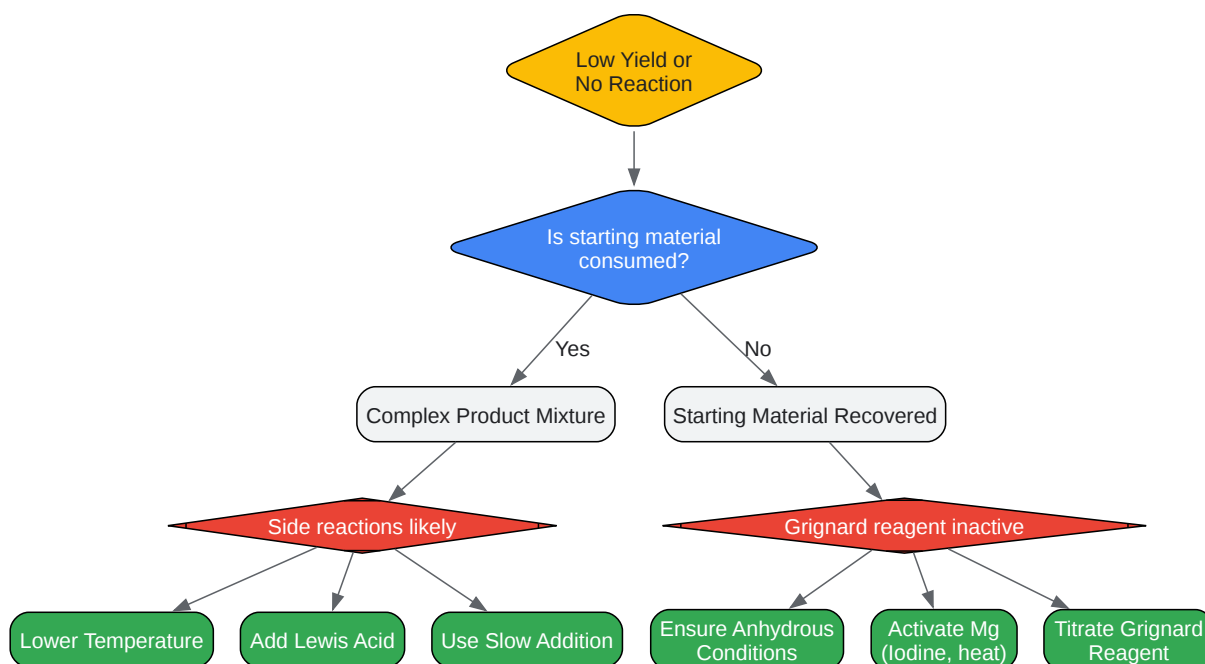 Low Yield or
No Reaction
Is starting material
consumed?
Yes
No
Complex Product Mixture
Starting Material Recovered
Side reactions likely
Grignard reagent inactive
Lower Temperature
Add Lewis Acid
Use Slow Addition
Ensure Anhydrous
Conditions
Activate Mg
(Iodine, heat)
Titrate Grignard
Reagent